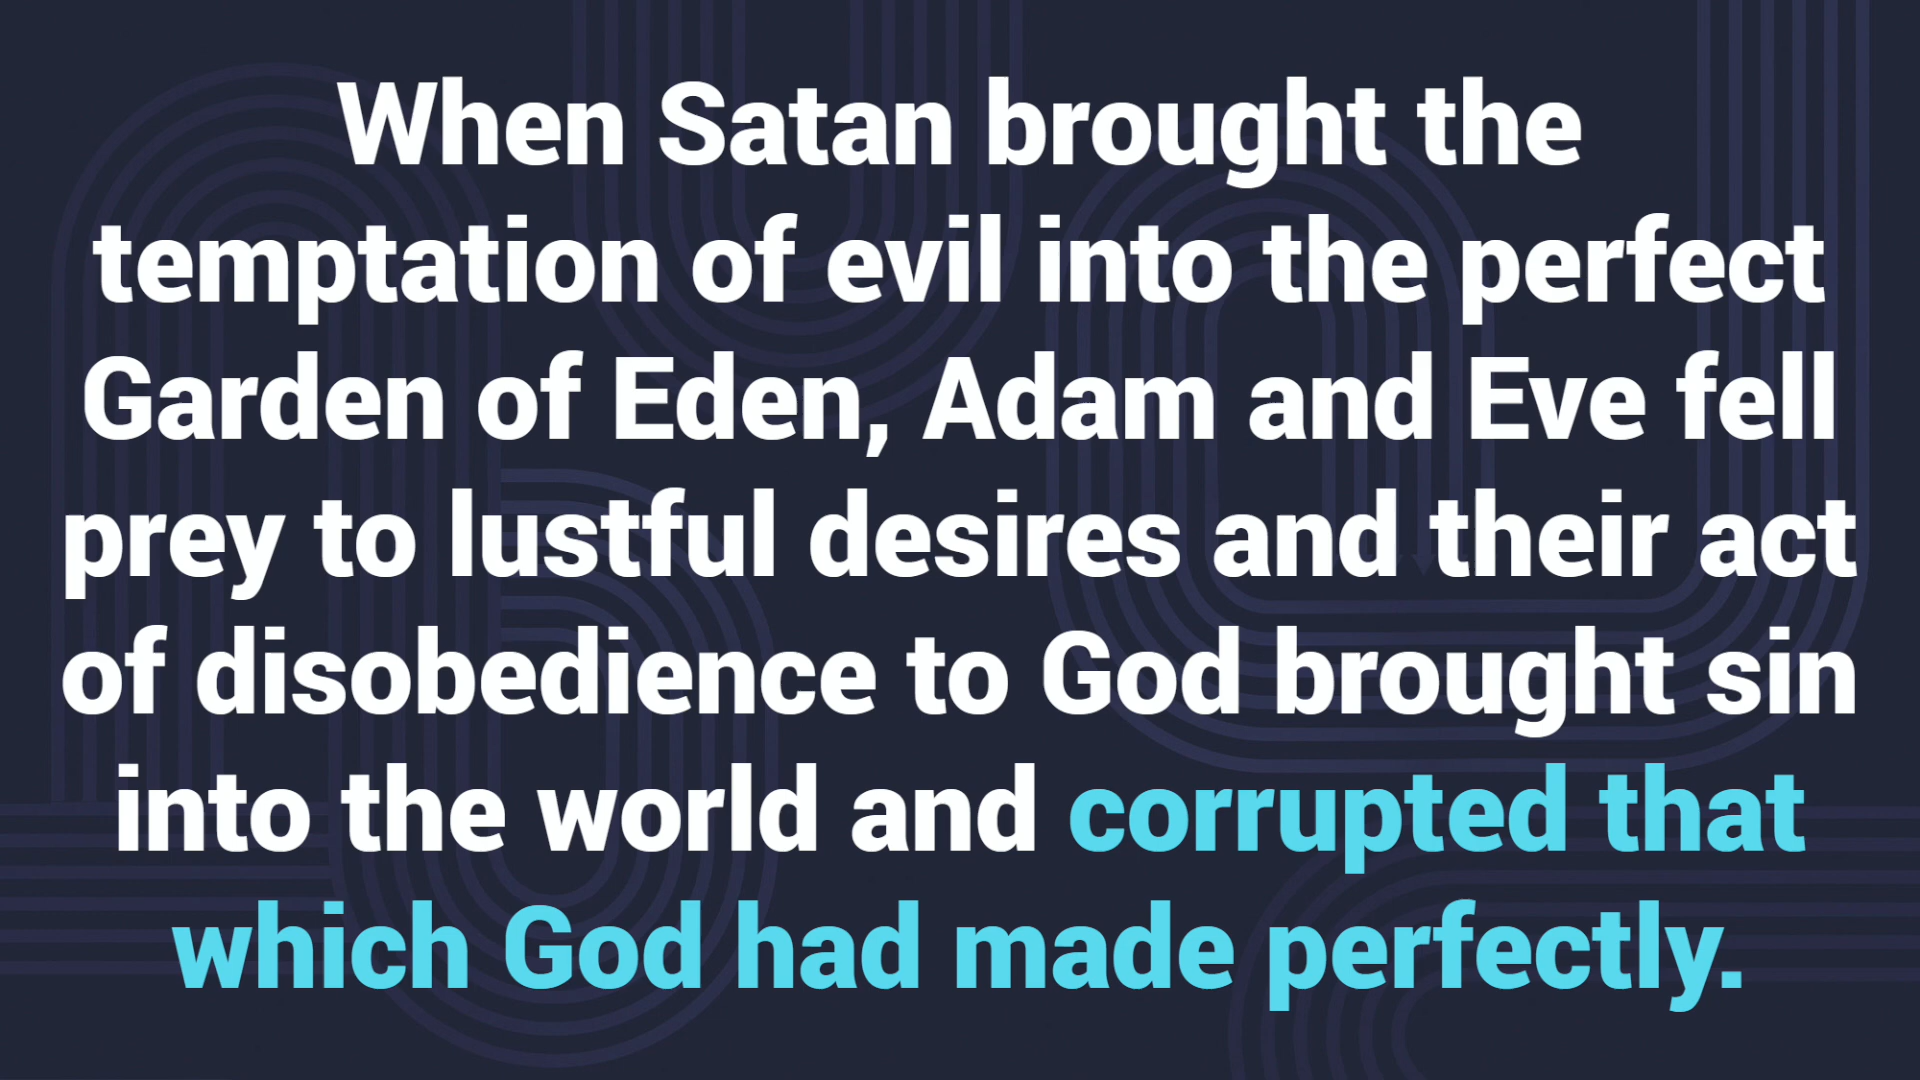 When Satan brought the
temptation of evil into the perfect
Garden of Eden, Adam and Eve fell
prey to lustful desires and their act
of disobedience to God brought sin
into the world and corrupted that
which God had made perfectly.